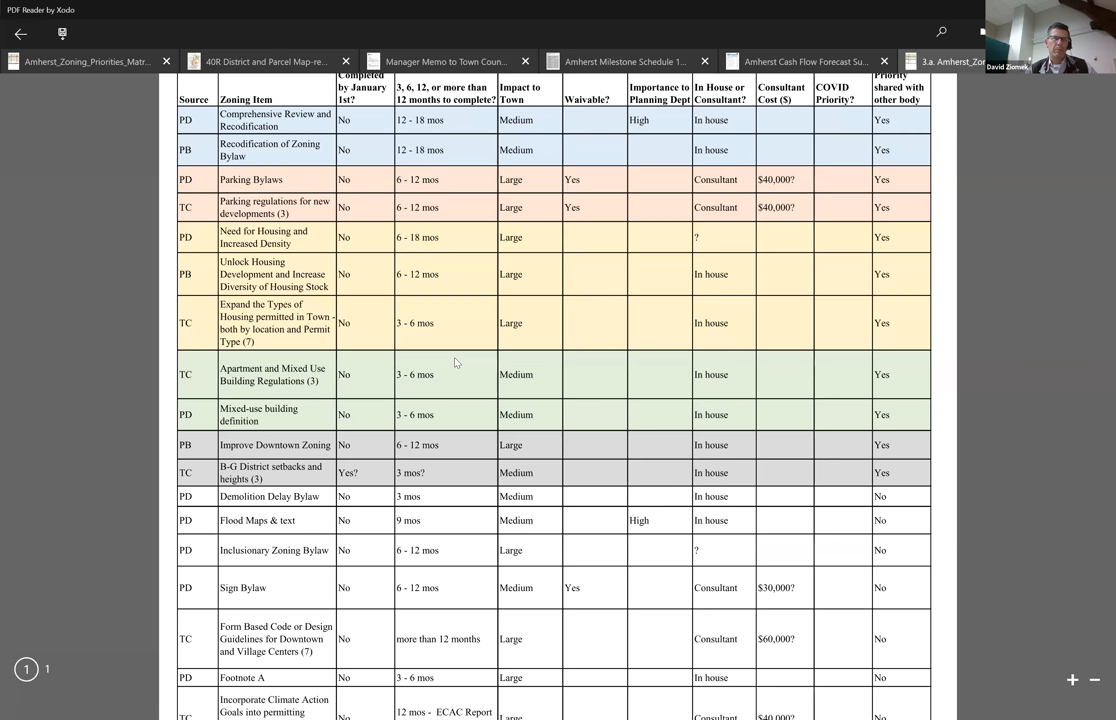 PDF Reader by Xodo
Amherst_Zoning_Priorities_Matr... × 40R District and Parcel Map-re... × Manager Memo to Town Coun... × Amherst Milestone Schedule 1... × Amherst Cash Flow Forecast Su... × 3.a. Amherst_Zo
David Ziomek
Source
Zoning Item
Completed
by January
1st?
3, 6, 12, or more than
12 months to complete?
Impact to
Town
Waivable?
Importance to
Planning Dept
In House or
Consultant?
Consultant
Cost ($)
COVID
Priority?
Priority
shared with
other body
PD Comprehensive Review and
Recodification No 12 - 18 mos Medium High In house Yes
PB Recodification of Zoning
Bylaw No 12 - 18 mos Medium In house Yes
PD Parking Bylaws No 6 - 12 mos Large Yes Consultant $40,000? Yes
TC Parking regulations for new
developments (3) No 6 - 12 mos Large Yes Consultant $40,000? Yes
PD Need for Housing and
Increased Density No 6 - 18 mos Large ? Yes
PB Unlock Housing
Development and Increase
Diversity of Housing Stock No 6 - 12 mos Large In house Yes
TC Expand the Types of
Housing permitted in Town -
both by location and Permit
Type (7) No 3 - 6 mos Large In house Yes
TC Apartment and Mixed Use
Building Regulations (3) No 3 - 6 mos Medium In house Yes
PD Mixed-use building
definition No 3 - 6 mos Medium In house Yes
PB Improve Downtown Zoning No 6 - 12 mos Large In house Yes
TC B-G District setbacks and
heights (3) Yes? 3 mos? Medium In house Yes
PD Demolition Delay Bylaw No 3 mos Medium In house No
PD Flood Maps & text No 9 mos Medium High In house No
PD Inclusionary Zoning Bylaw No 6 - 12 mos Large ? No
PD Sign Bylaw No 6 - 12 mos Medium Yes Consultant $30,000? No
TC Form Based Code or Design
Guidelines for Downtown
and Village Centers (7) No more than 12 months Large Consultant $60,000? No
PD Footnote A No 3 - 6 mos Large In house No
TC Incorporate Climate Action
Goals into permitting No 12 mos - ECAC Report Large Consultant $40,000? No
1 1
+ −